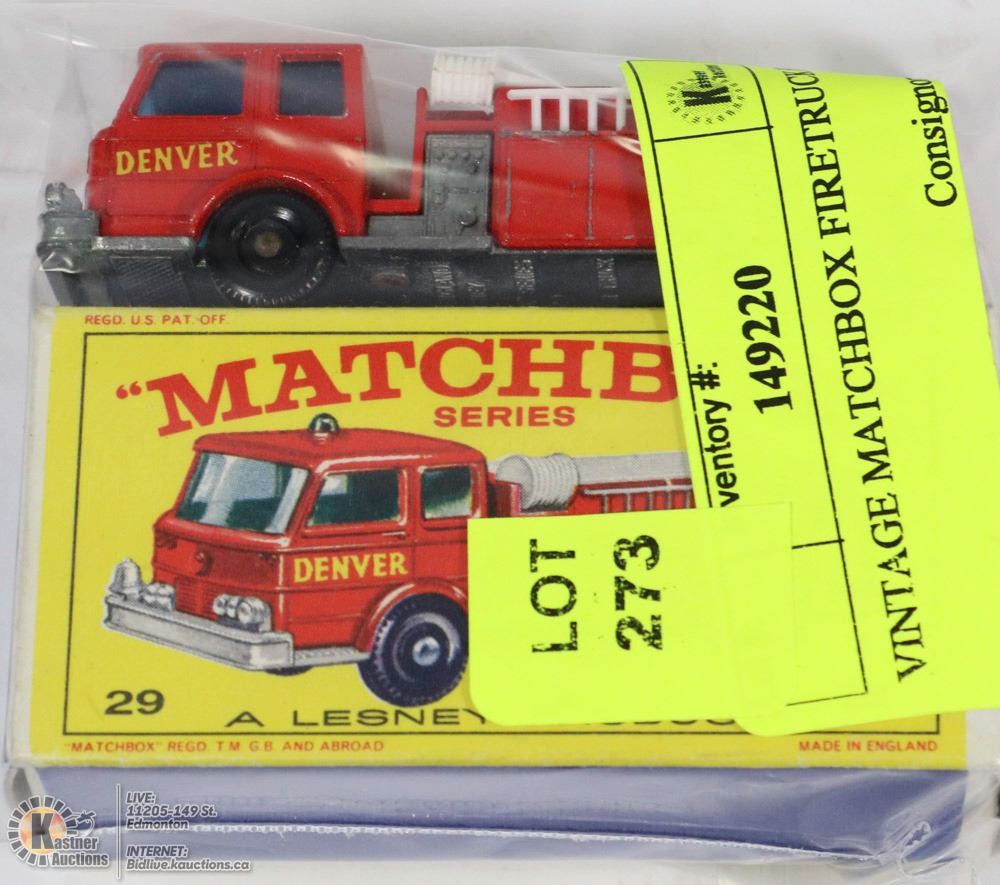 DENVER
REGD. U.S. PAT. OFF.
"MATCHB
SERIES
DENVER
29
A LESNEY
"MATCHBOX" REGD. T.M. G.B. AND ABROAD
MADE IN ENGLAND
LOT
273
ventory #:
149220
VINTAGE MATCHBOX FIRETRUCK
Consigno
K
Kastner
Auctions
LIVE:
11205-149 St.
Edmonton
INTERNET:
Bidlive.kauctions.ca